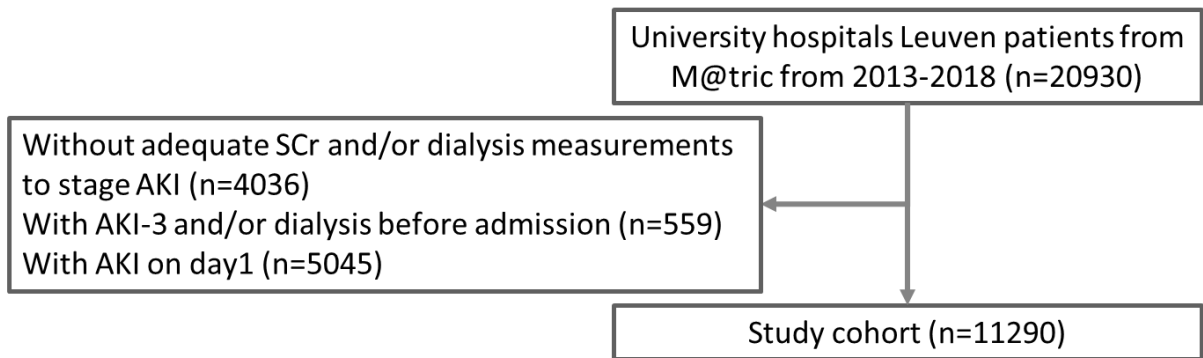 University hospitals Leuven patients from
M@tric from 2013-2018 (n=20930)
Without adequate SCr and/or dialysis measurements
to stage AKI (n=4036)
With AKI-3 and/or dialysis before admission (n=559)
With AKI on day1 (n=5045)
Study cohort (n=11290)